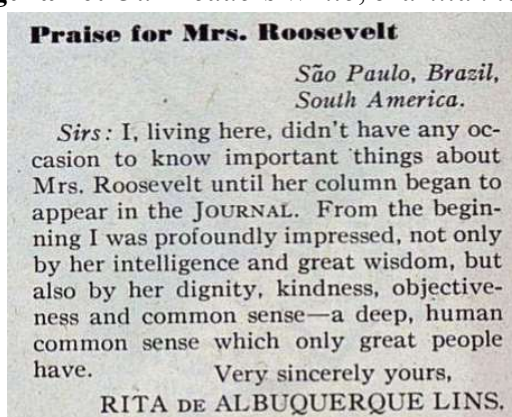 Praise for Mrs. Roosevelt
São Paulo, Brazil,
South America.
Sirs: I, living here, didn't have any oc-
casion to know important things about
Mrs. Roosevelt until her column began to
appear in the JOURNAL. From the begin-
ning I was profoundly impressed, not only
by her intelligence and great wisdom, but
also by her dignity, kindness, objective-
ness and common sense—a deep, human
common sense which only great people
have. Very sincerely yours,
RITA DE ALBUQUERQUE LINS.